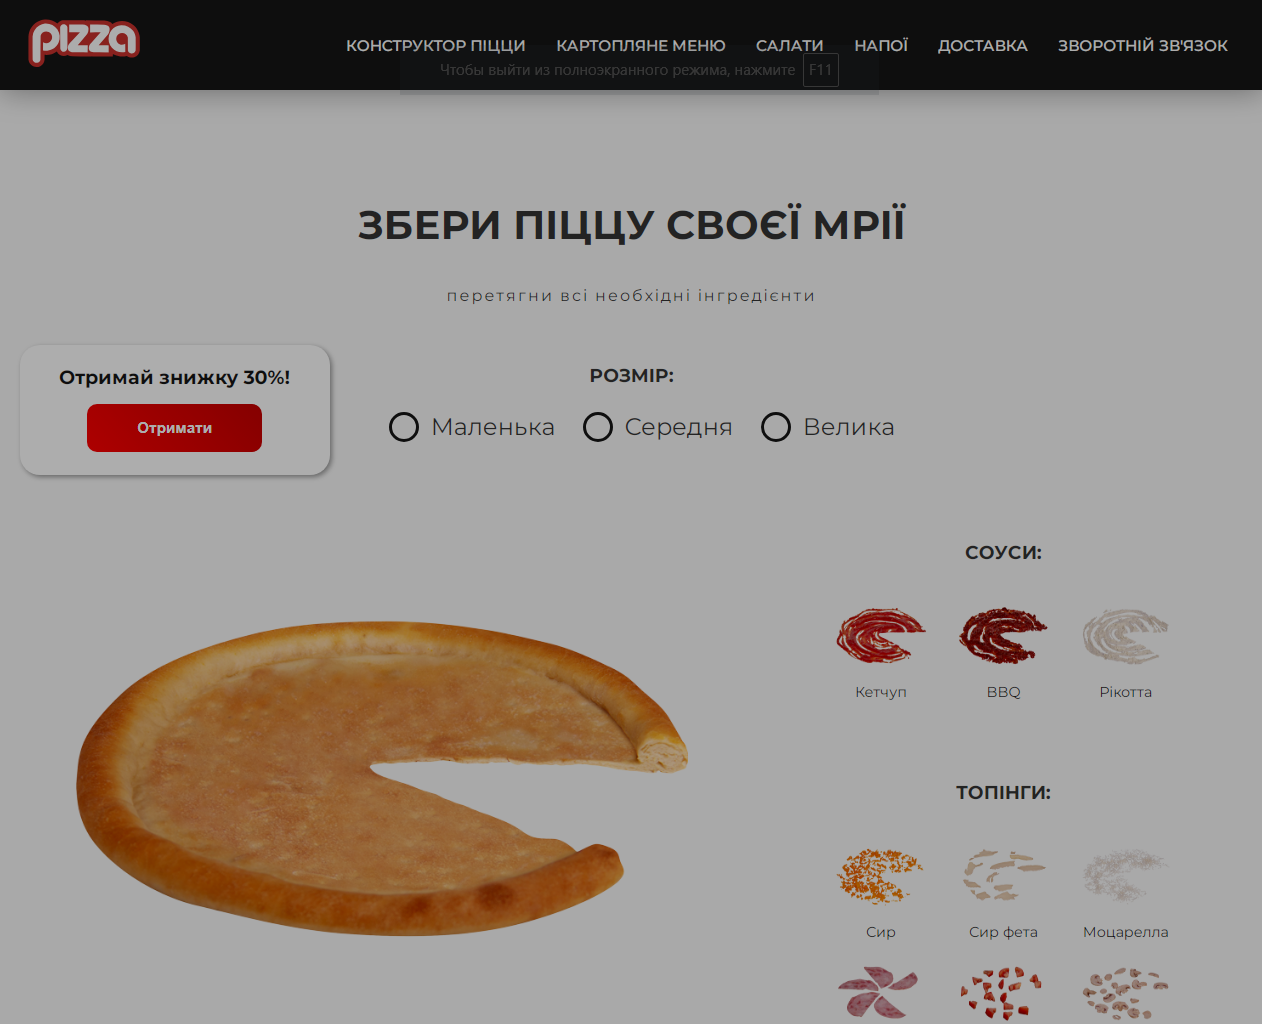 pizza
КОНСТРУКТОР ПІЦЦИ КАРТОПЛЯНЕ МЕНЮ САЛАТИ НАПОЇ ДОСТАВКА ЗВОРОТНІЙ ЗВ'ЯЗОК
Чтобы выйти из полноэкранного режима, нажмите F11
ЗБЕРИ ПІЦЦУ СВОЄЇ МРІЇ
перетягни всі необхідні інгредієнти
Отримай знижку 30%!
Отримати
РОЗМІР:
Маленька Середня Велика
СОУСИ:
Кетчуп BBQ Рікотта
ТОПІНГИ:
Сир Сир фета Моцарелла